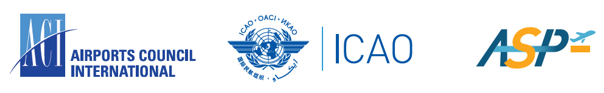 ACI
AIRPORTS COUNCIL
INTERNATIONAL
ICAO · OACI · ИКАО
ICAO
ASP